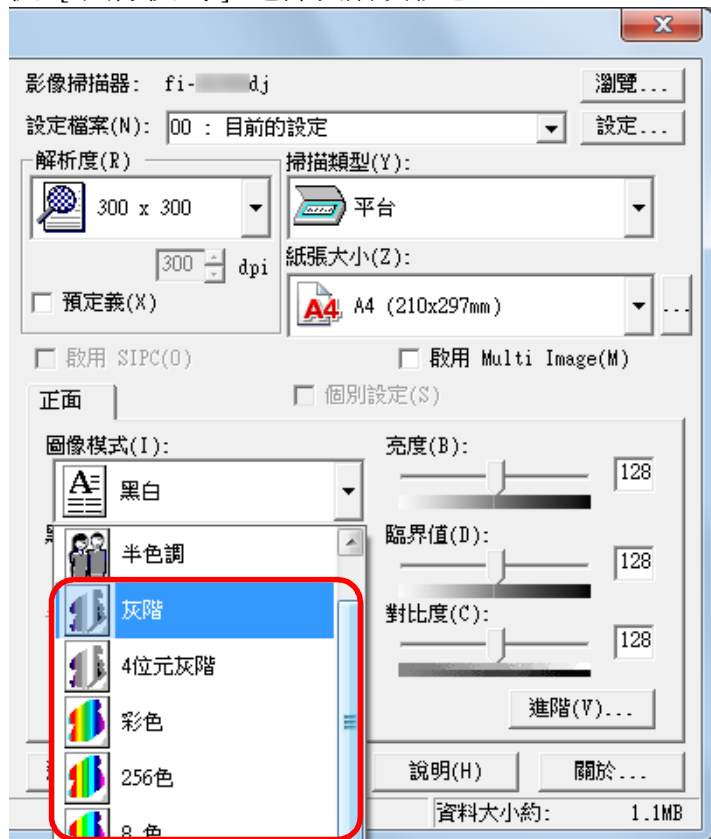 影像掃描器: fi- dj 瀏覽...
設定檔案(N): 00 : 目前的設定 設定...
解析度(R) 掃描類型(Y):
300 x 300 平台
300 dpi 紙張大小(Z):
預定義(X) A4 A4 (210x297mm) ...
啟用 SIPC(O) 啟用 Multi Image(M)
正面 個別設定(S)
圖像模式(I): 亮度(B):
黑白 128
半色調 臨界值(D):
128
灰階 對比度(C):
4位元灰階 128
彩色 進階(V)...
256色 說明(H) 關於...
8 色 資料大小約: 1.1MB